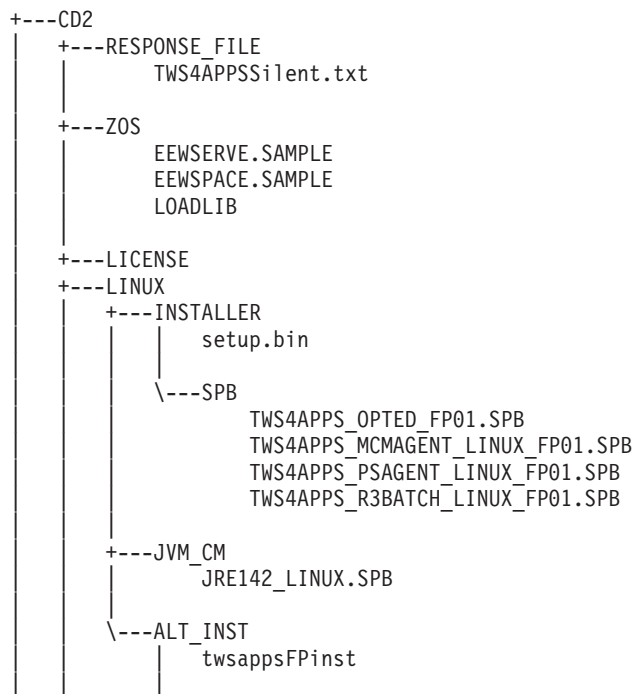 +---CD2
| +---RESPONSE_FILE
| | TWS4APPSSilent.txt
| |
| +---ZOS
| | EEWSERVE.SAMPLE
| | EEWSPACE.SAMPLE
| | LOADLIB
| |
| +---LICENSE
| +---LINUX
| | +---INSTALLER
| | | | setup.bin
| | | |
| | | \---SPB
| | | TWS4APPS_OPTED_FP01.SPB
| | | TWS4APPS_MCMAGENT_LINUX_FP01.SPB
| | | TWS4APPS_PSAGENT_LINUX_FP01.SPB
| | | TWS4APPS_R3BATCH_LINUX_FP01.SPB
| | |
| | +---JVM_CM
| | | JRE142_LINUX.SPB
| | |
| | \---ALT_INST
| | | twsappsFPinst
| | |